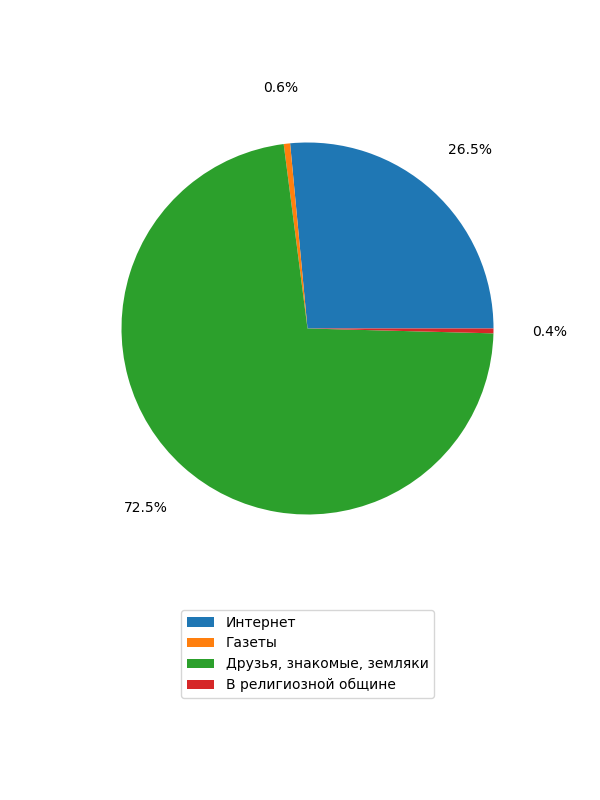 0.6%
26.5%
0.4%
72.5%
Интернет
Газеты
Друзья, знакомые, земляки
В религиозной общине